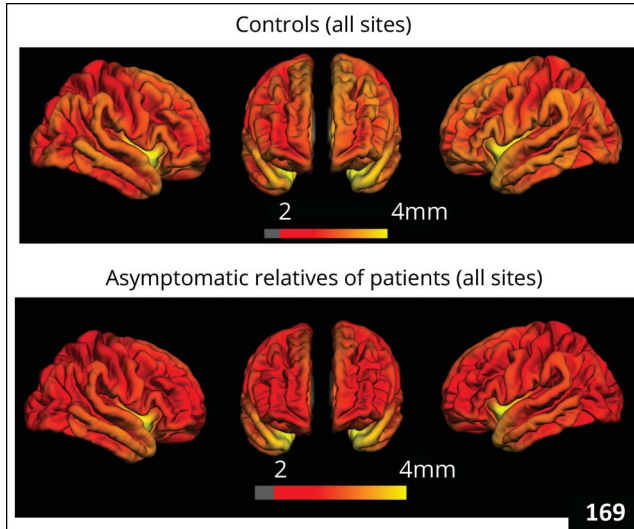 Controls (all sites)
2 4mm
Asymptomatic relatives of patients (all sites)
2 4mm
169